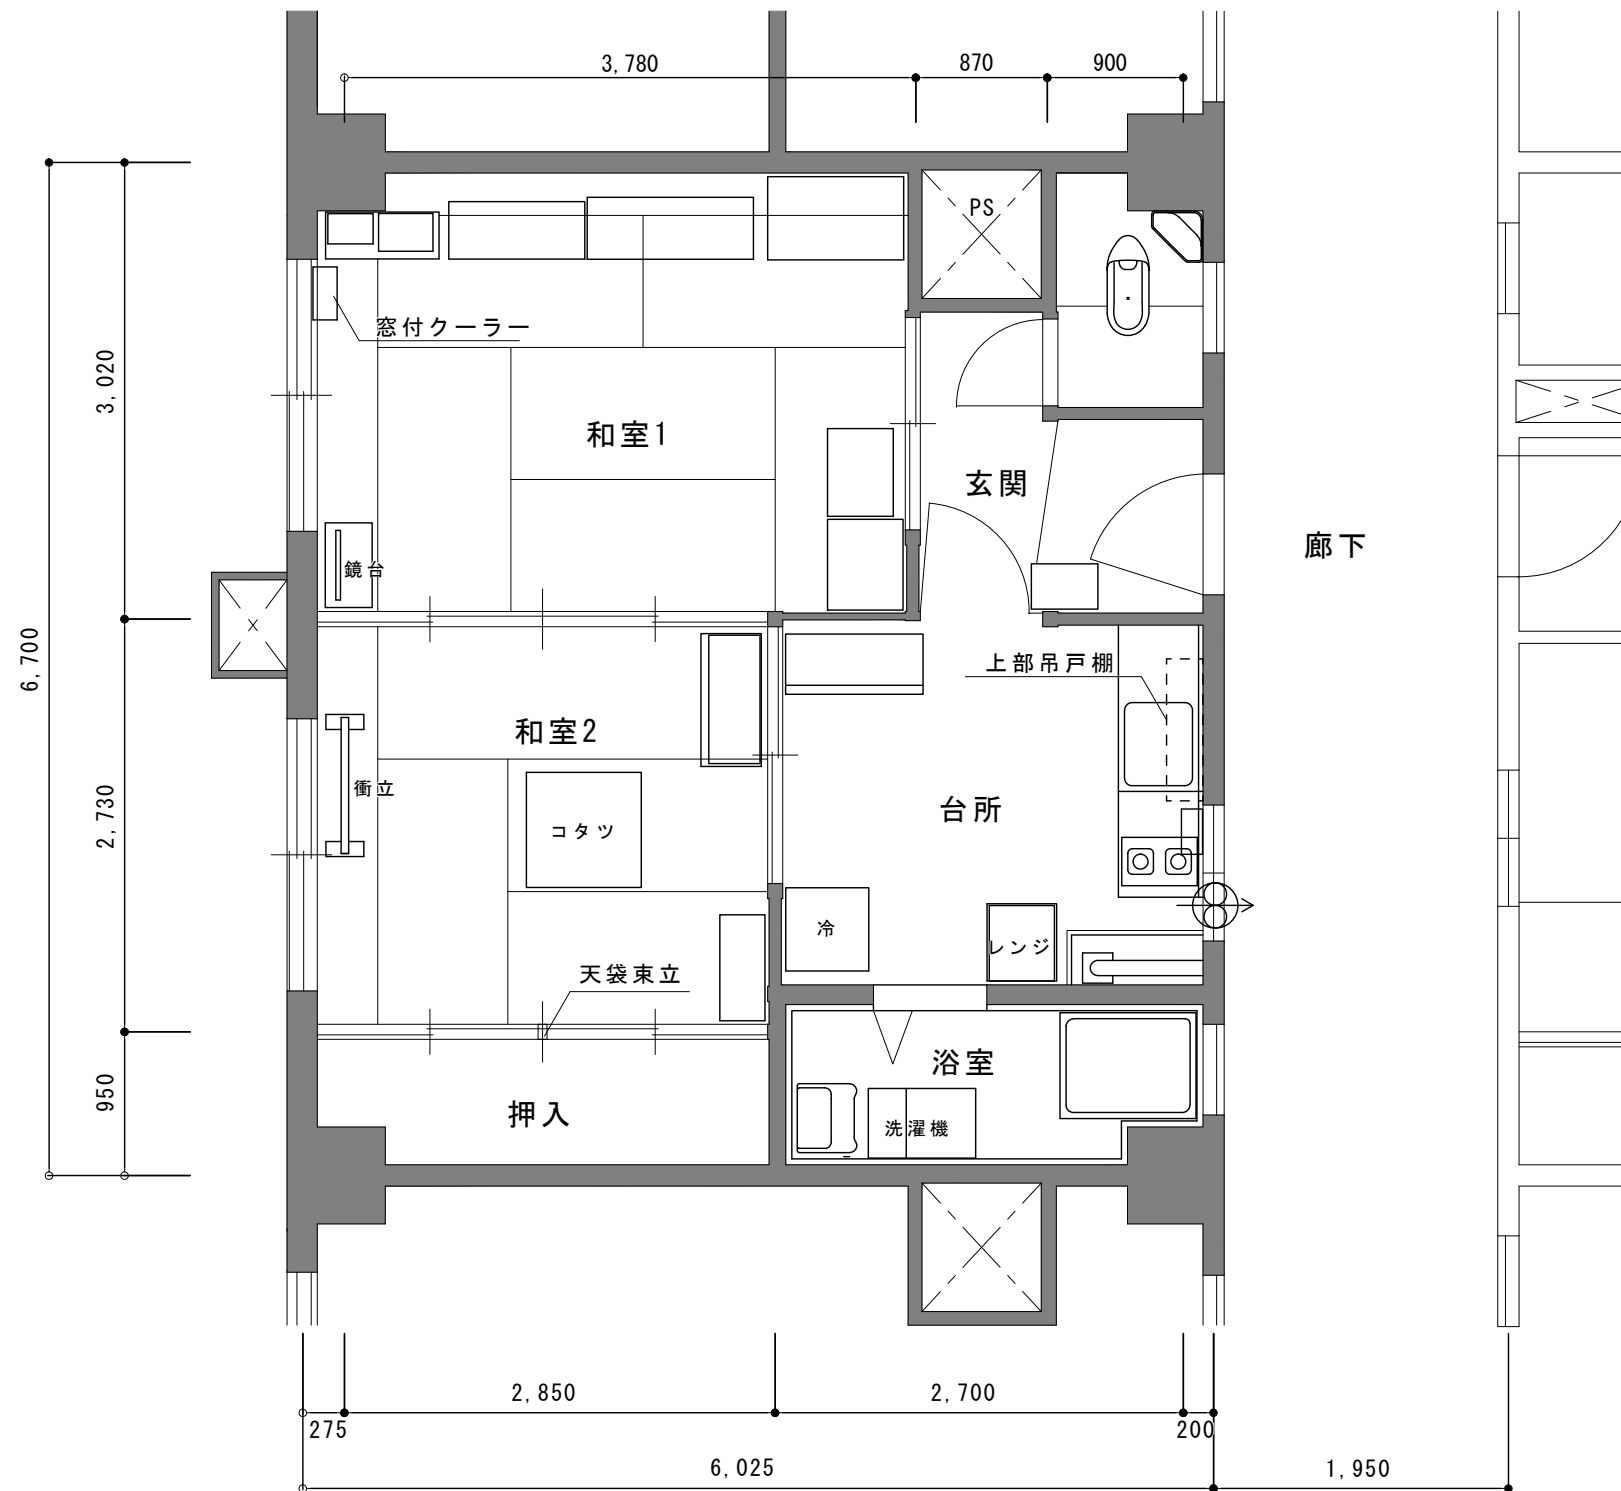 3,780
870
900
PS
窓付クーラー
3,020
和室1
玄関
廊下
鏡台
6,700
上部吊戸棚
和室2
衝立
2,730
台所
コタツ
冷
レンジ
天袋束立
浴室
950
押入
洗濯機
2,850
2,700
275
200
6,025
1,950